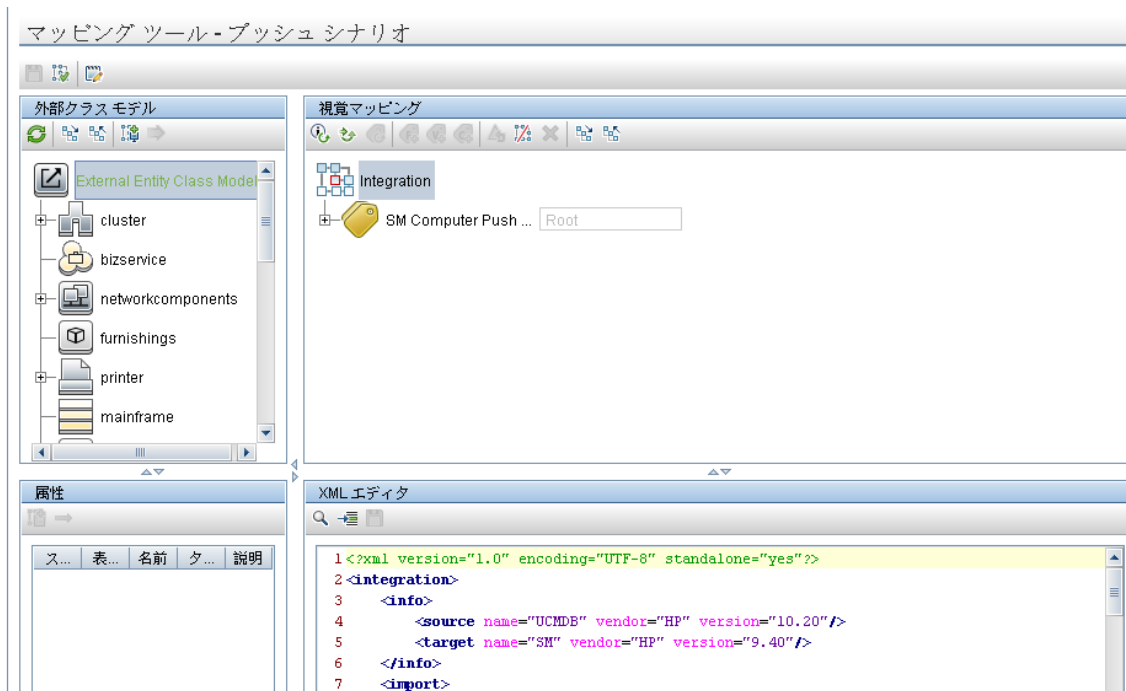 マッピング ツール - プッシュ シナリオ
外部クラス モデル
External Entity Class Model
cluster
bizservice
networkcomponents
furnishings
printer
mainframe
視覚マッピング
Integration
SM Computer Push ... Root
属性
ス... 表... 名前 タ... 説明
XML エディタ
1 <?xml version="1.0" encoding="UTF-8" standalone="yes"?>
2 <integration>
3 <info>
4 <source name="UCMDB" vendor="HP" version="10.20"/>
5 <target name="SM" vendor="HP" version="9.40"/>
6 </info>
7 <import>